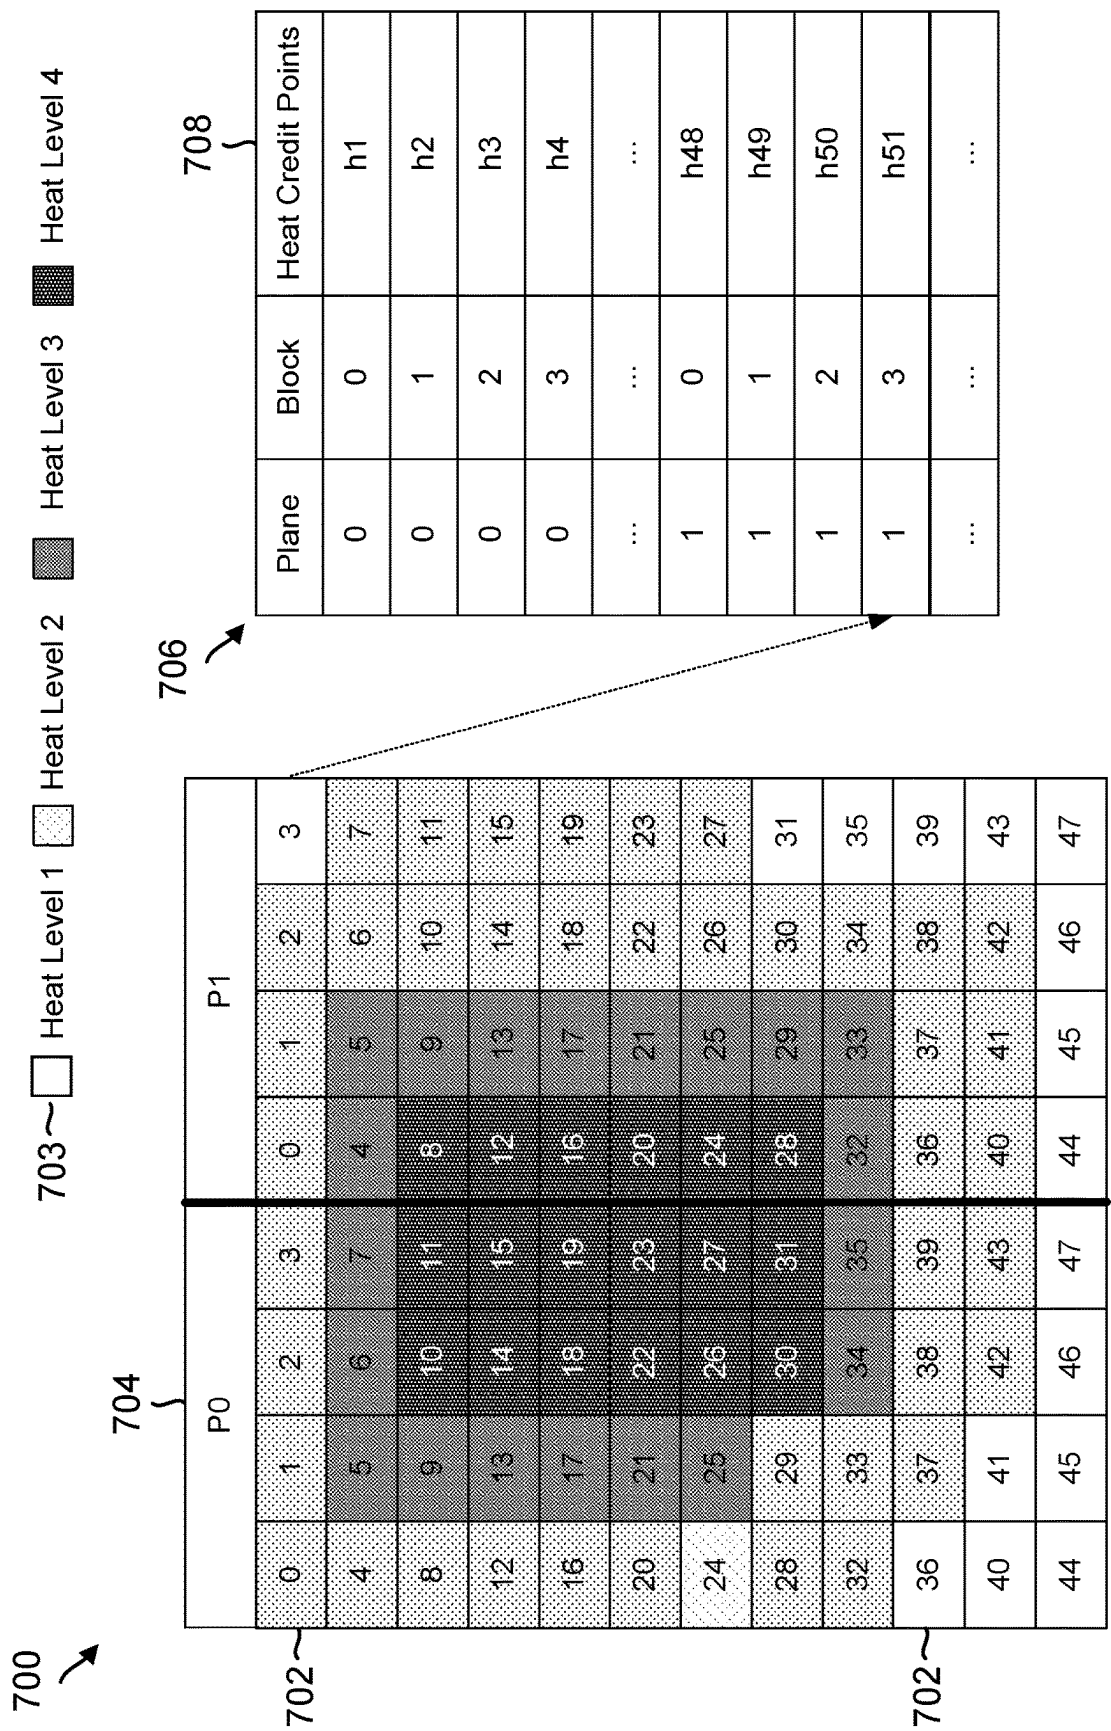 700
703
Heat Level 1
Heat Level 2
Heat Level 3
Heat Level 4
704
P0
P1
702
0 1 2 3 0 1 2 3
4 5 6 7 4 5 6 7
8 9 10 11 8 9 10 11
12 13 14 15 12 13 14 15
16 17 18 19 16 17 18 19
20 21 22 23 20 21 22 23
24 25 26 27 24 25 26 27
28 29 30 31 28 29 30 31
32 33 34 35 32 33 34 35
702
36 37 38 39 36 37 38 39
40 41 42 43 40 41 42 43
44 45 46 47 44 45 46 47
706
708
Plane Block Heat Credit Points
0 0 h1
0 1 h2
0 2 h3
0 3 h4
... ... ...
1 0 h48
1 1 h49
1 2 h50
1 3 h51
... ... ...